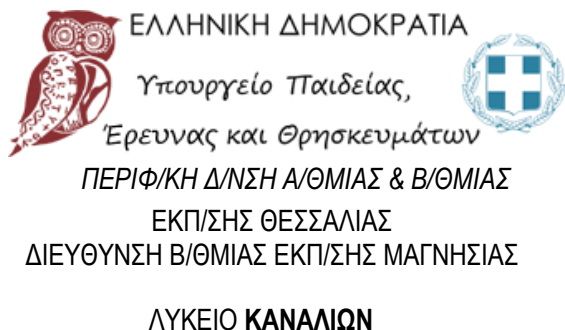 ΕΛΛΗΝΙΚΗ ΔΗΜΟΚΡΑΤΙΑ
Υπουργείο Παιδείας,
Έρευνας και Θρησκευμάτων
ΠΕΡΙΦ/ΚΗ Δ/ΝΣΗ Α/ΘΜΙΑΣ & Β/ΘΜΙΑΣ
ΕΚΠ/ΣΗΣ ΘΕΣΣΑΛΙΑΣ
ΔΙΕΥΘΥΝΣΗ Β/ΘΜΙΑΣ ΕΚΠ/ΣΗΣ ΜΑΓΝΗΣΙΑΣ
ΛΥΚΕΙΟ ΚΑΝΑΛΙΩΝ